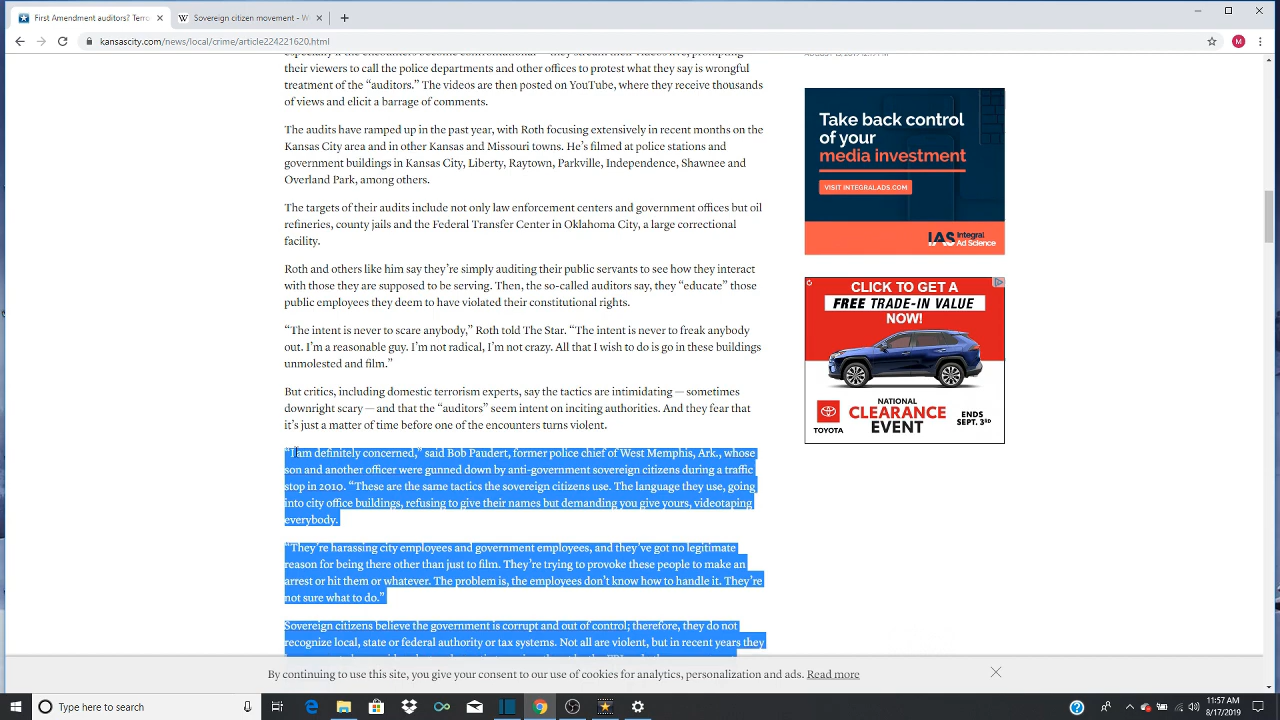 First Amendment auditors? Terro
Sovereign citizen movement - W
kansascity.com/news/local/crime/article224221620.html
M
their viewers to call the police departments and other offices to protest what they say is wrongful
treatment of the “auditors.” The videos are then posted on YouTube, where they receive thousands
of views and elicit a barrage of comments.
The audits have ramped up in the past year, with Roth focusing extensively in recent months on the
Kansas City area and in other Kansas and Missouri towns. He’s filmed at police stations and
government buildings in Kansas City, Liberty, Raytown, Parkville, Independence, Shawnee and
Overland Park, among others.
The targets of their audits include not only law enforcement centers and government offices but oil
refineries, county jails and the Federal Transfer Center in Oklahoma City, a large correctional
facility.
Roth and others like him say they’re simply auditing their public servants to see how they interact
with those they are supposed to be serving. Then, the so-called auditors say, they “educate” those
public employees they deem to have violated their constitutional rights.
“The intent is never to scare anybody,” Roth told The Star. “The intent is never to freak anybody
out. I’m a reasonable guy. I’m not radical, I’m not crazy. All that I wish to do is go in these buildings
unmolested and film.”
But critics, including domestic terrorism experts, say the tactics are intimidating — sometimes
downright scary — and that the “auditors” seem intent on inciting authorities. And they fear that
it’s just a matter of time before one of the encounters turns violent.
“I am definitely concerned,” said Bob Paudert, former police chief of West Memphis, Ark., whose
son and another officer were gunned down by anti-government sovereign citizens during a traffic
stop in 2010. “These are the same tactics the sovereign citizens use. The language they use, going
into city office buildings, refusing to give their names but demanding you give yours, videotaping
everybody.
“They’re harassing city employees and government employees, and they’ve got no legitimate
reason for being there other than just to film. They’re trying to provoke these people to make an
arrest or hit them or whatever. The problem is, the employees don’t know how to handle it. They’re
not sure what to do.”
Sovereign citizens believe the government is corrupt and out of control; therefore, they do not
recognize local, state or federal authority or tax systems. Not all are violent, but in recent years they
Take back control
of your
media investment
VISIT INTEGRALADS.COM
IAS Integral
Ad Science
CLICK TO GET A
FREE TRADE-IN VALUE
NOW!
TOYOTA
NATIONAL
CLEARANCE
EVENT
ENDS
SEPT. 3RD
By continuing to use this site, you give your consent to our use of cookies for analytics, personalization and ads. Read more
Type here to search
11:57 AM
8/17/2019